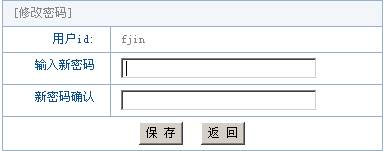 [修改密码]
用户id: fjin
输入新密码
新密码确认
保 存 返 回